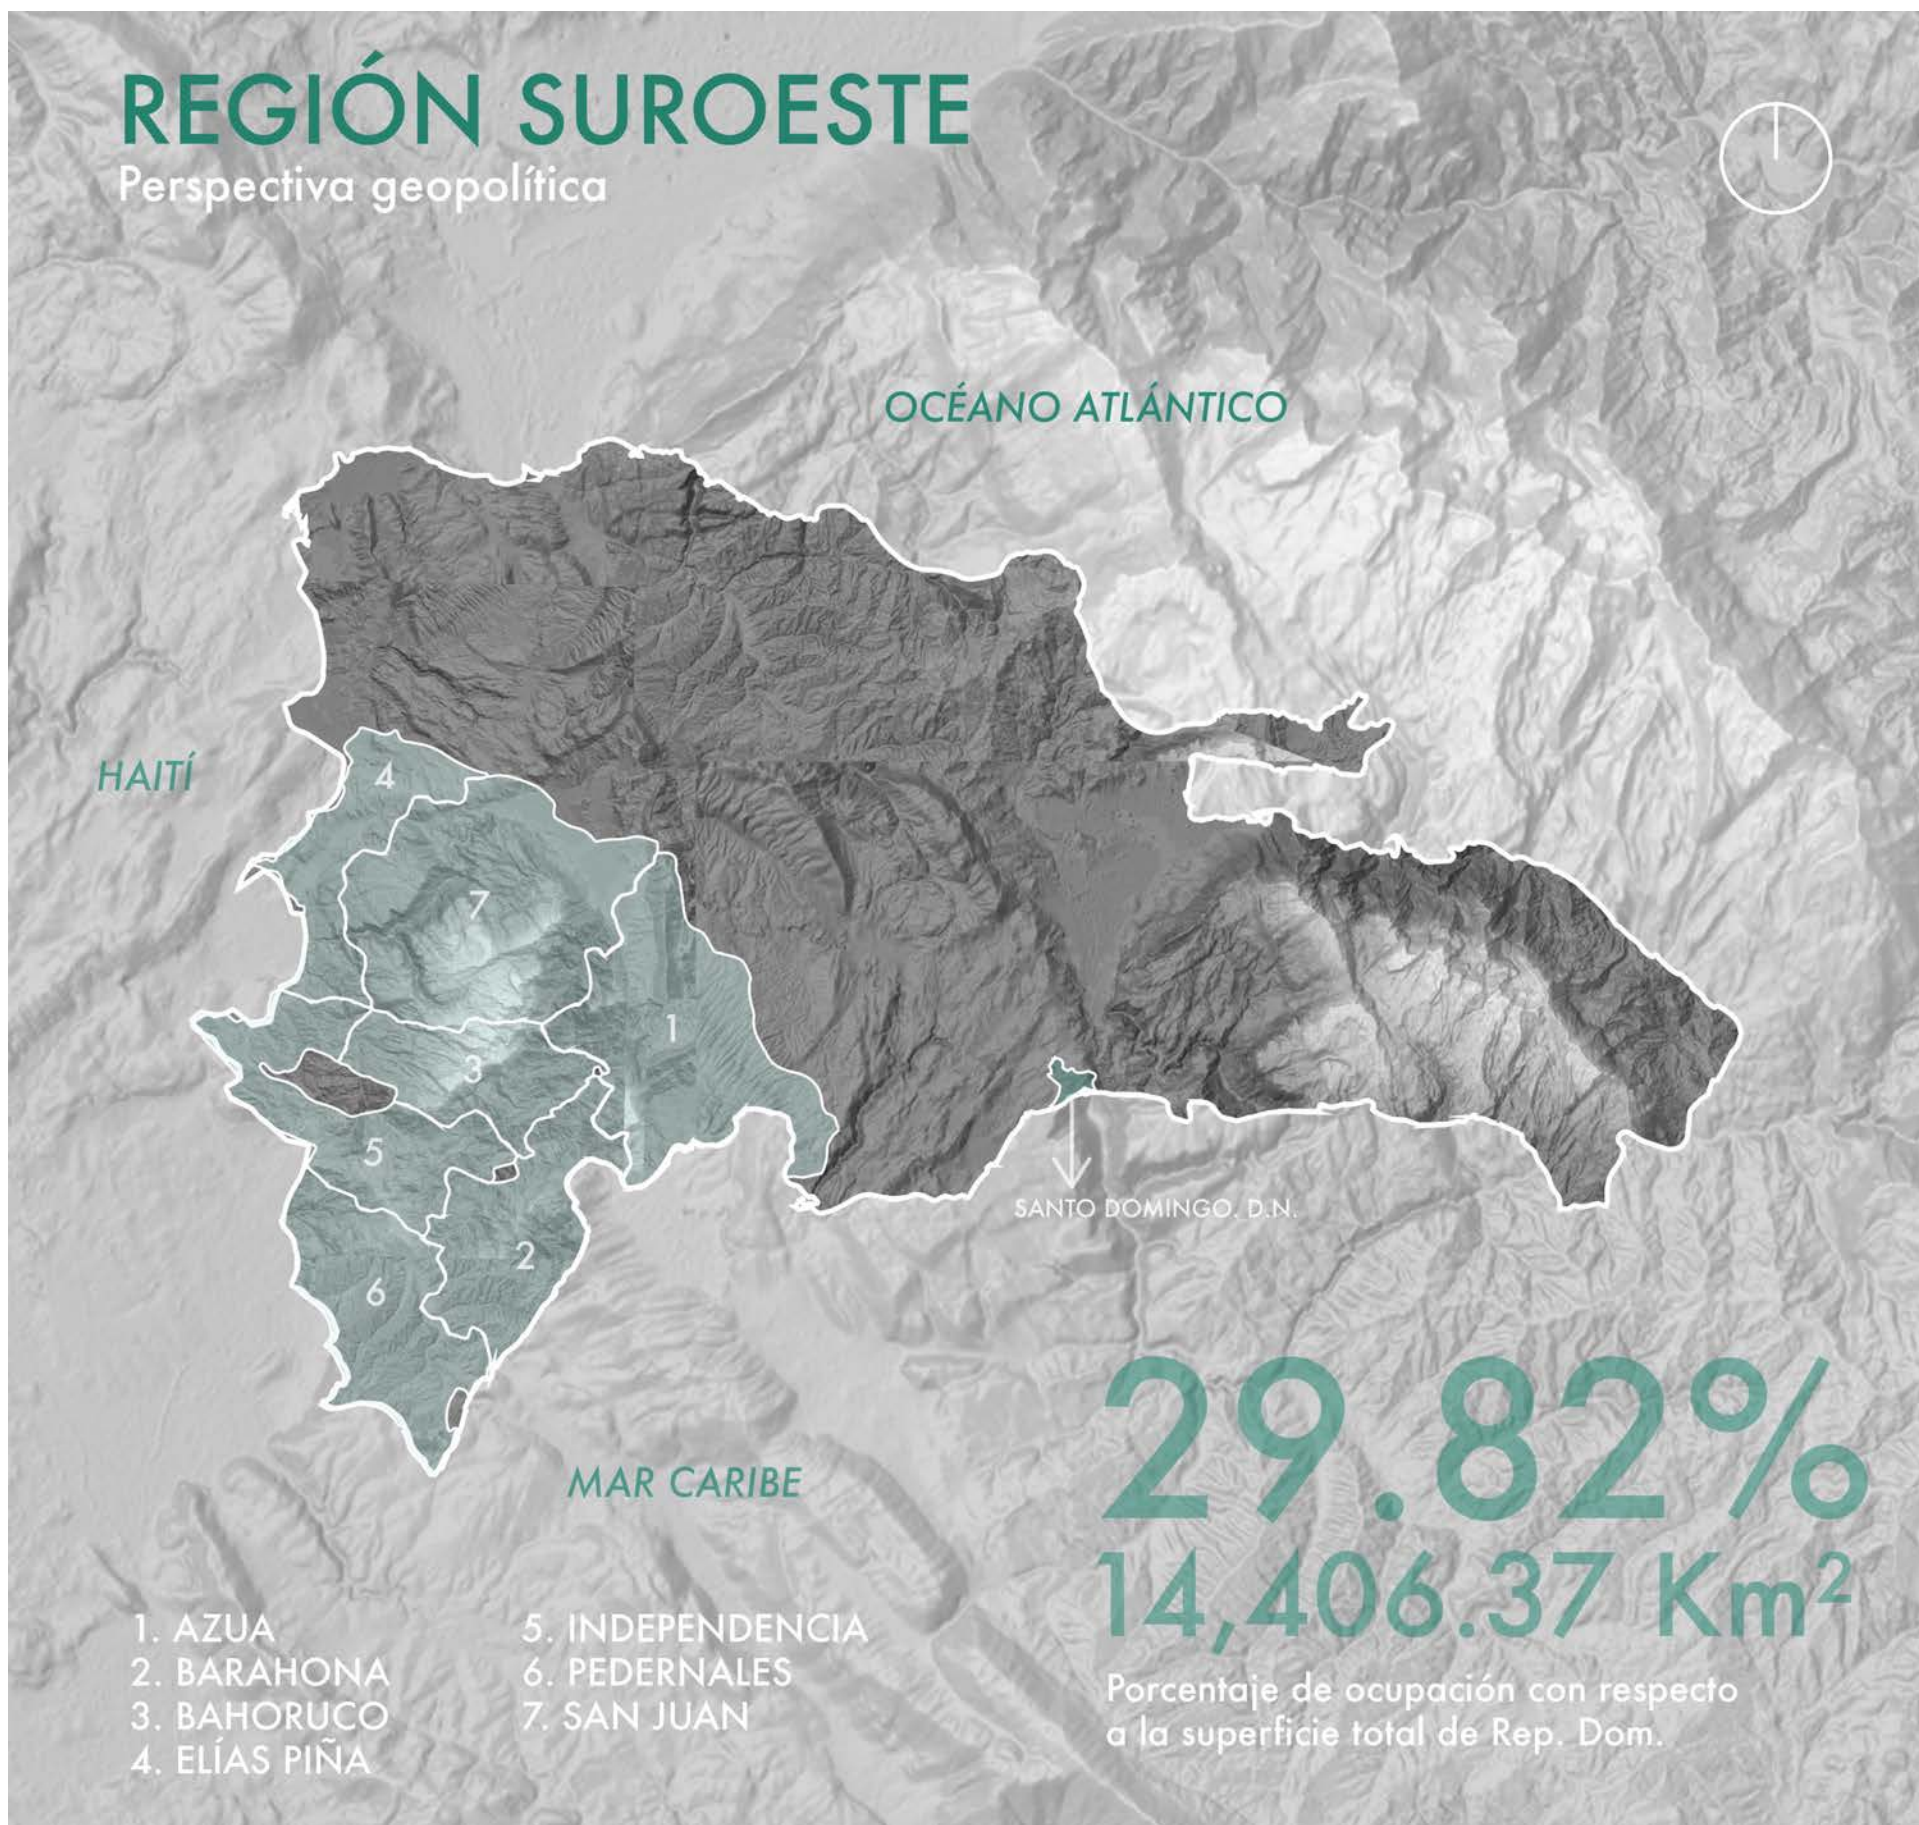 REGIÓN SUROESTE
Perspectiva geopolítica
OCÉANO ATLÁNTICO
HAITÍ
4
7
1
3
5
SANTO DOMINGO. D.N.
2
6
MAR CARIBE
29.82%
14,406.37 Km²
Porcentaje de ocupación con respecto
a la superficie total de Rep. Dom.
1. AZUA
2. BARAHONA
3. BAHORUCO
4. ELÍAS PIÑA
5. INDEPENDENCIA
6. PEDERNALES
7. SAN JUAN